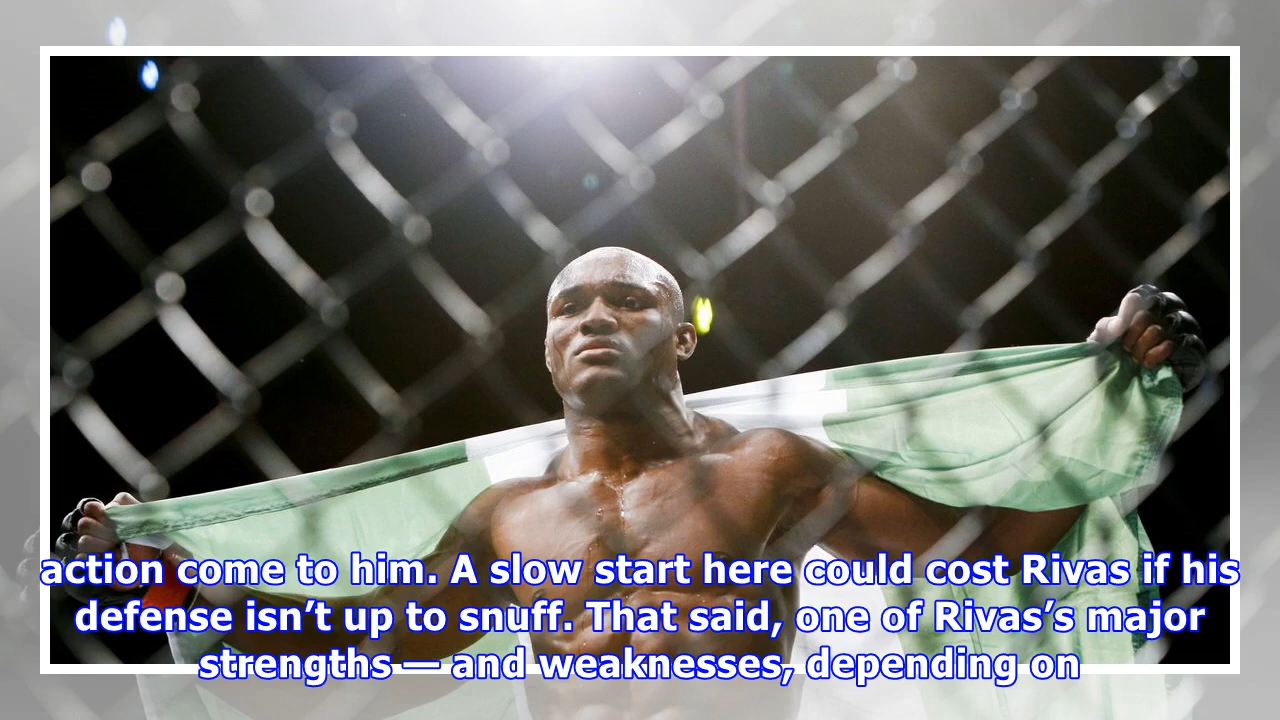 action come to him. A slow start here could cost Rivas if his
defense isn’t up to snuff. That said, one of Rivas’s major
strengths — and weaknesses, depending on